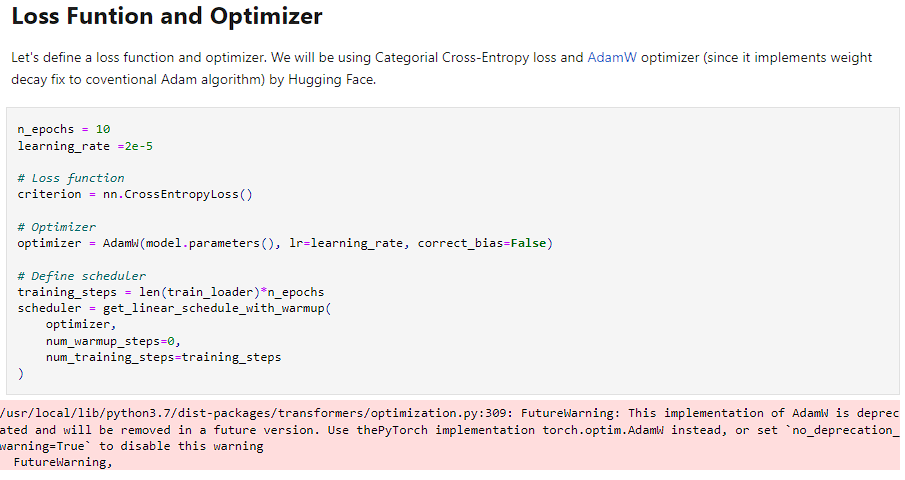 Loss Funtion and Optimizer
Let's define a loss function and optimizer. We will be using Categorial Cross-Entropy loss and AdamW optimizer (since it implements weight
decay fix to coventional Adam algorithm) by Hugging Face.
n_epochs = 10
learning_rate =2e-5
# Loss function
criterion = nn.CrossEntropyLoss()
# Optimizer
optimizer = AdamW(model.parameters(), lr=learning_rate, correct_bias=False)
# Define scheduler
training_steps = len(train_loader)*n_epochs
scheduler = get_linear_schedule_with_warmup(
    optimizer,
    num_warmup_steps=0,
    num_training_steps=training_steps
)
/usr/local/lib/python3.7/dist-packages/transformers/optimization.py:309: FutureWarning: This implementation of AdamW is deprec
ated and will be removed in a future version. Use thePyTorch implementation torch.optim.AdamW instead, or set `no_deprecation_
warning=True` to disable this warning
  FutureWarning,